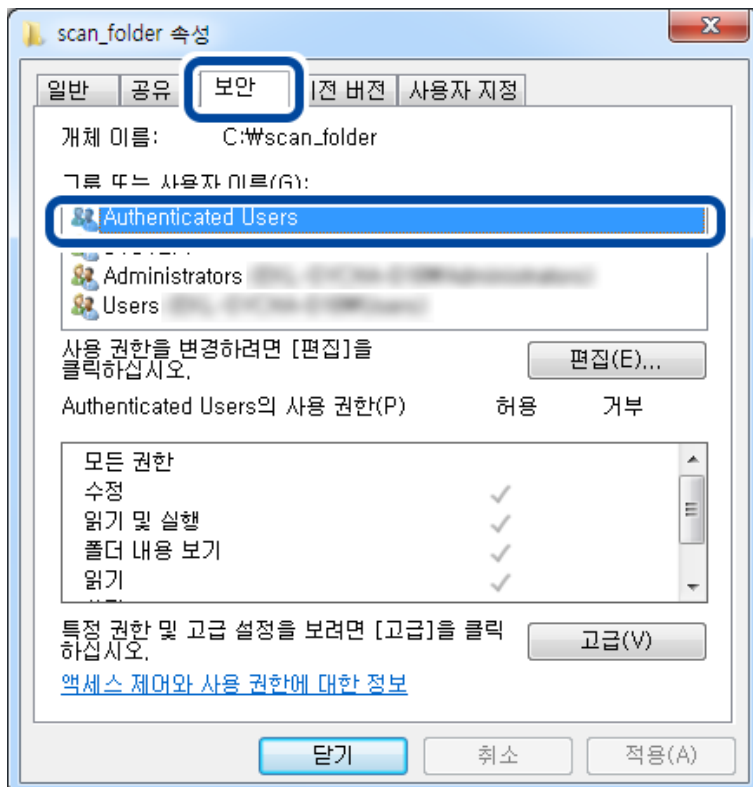 scan_folder 속성
일반 공유 보안 이전 버전 사용자 지정
개체 이름: C:₩scan_folder
그룹 또는 사용자 이름(G):
Authenticated Users
Administrators
Users
사용 권한을 변경하려면 [편집]을
클릭하십시오.
편집(E)...
Authenticated Users의 사용 권한(P) 허용 거부
모든 권한
수정
읽기 및 실행
폴더 내용 보기
읽기
특정 권한 및 고급 설정을 보려면 [고급]을 클릭
하십시오.
고급(V)
액세스 제어와 사용 권한에 대한 정보
닫기 취소 적용(A)